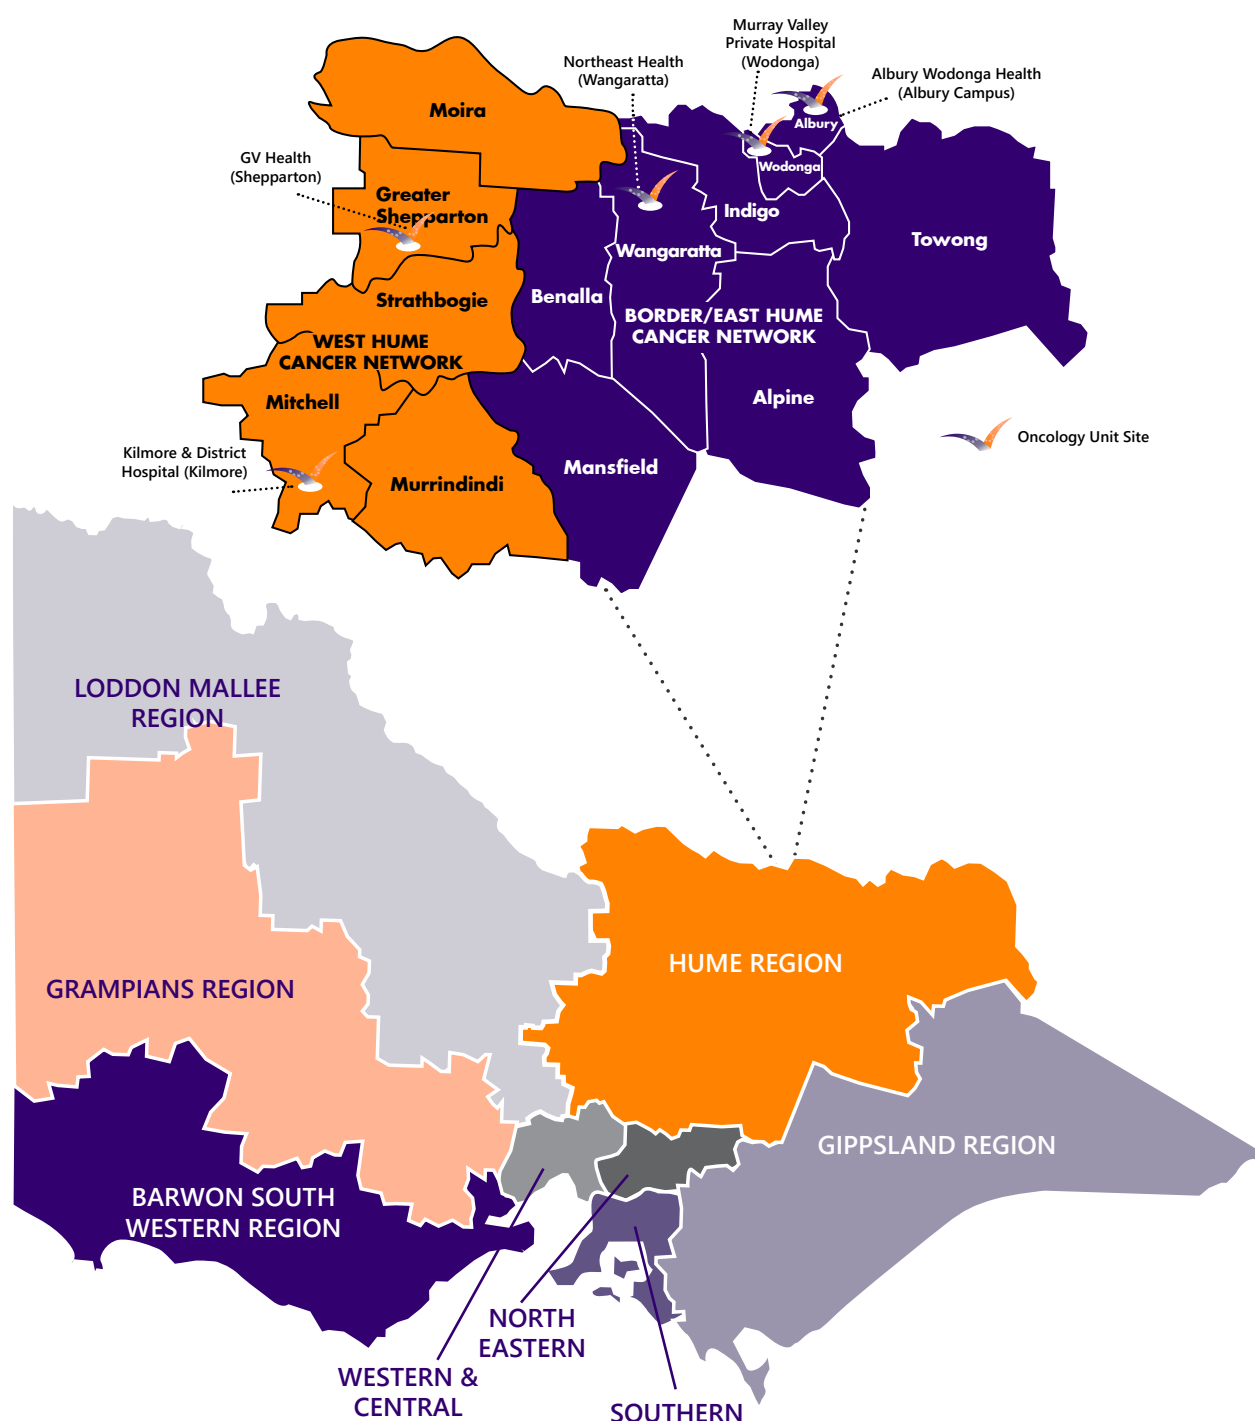 Murray Valley
Private Hospital
(Wodonga)
Northeast Health
(Wangaratta)
Albury Wodonga Health
(Albury Campus)
Moira
Albury
GV Health
(Shepparton)
Wodonga
Greater
Shepparton
Indigo
Wangaratta
Towong
Strathbogie
Benalla
BORDER/EAST HUME
CANCER NETWORK
WEST HUME
CANCER NETWORK
Mitchell
Alpine
Oncology Unit Site
Kilmore & District
Hospital (Kilmore)
Mansfield
Murrindindi
LODDON MALLEE
REGION
HUME REGION
GRAMPIANS REGION
GIPPSLAND REGION
BARWON SOUTH
WESTERN REGION
NORTH
EASTERN
WESTERN &
CENTRAL
SOUTHERN